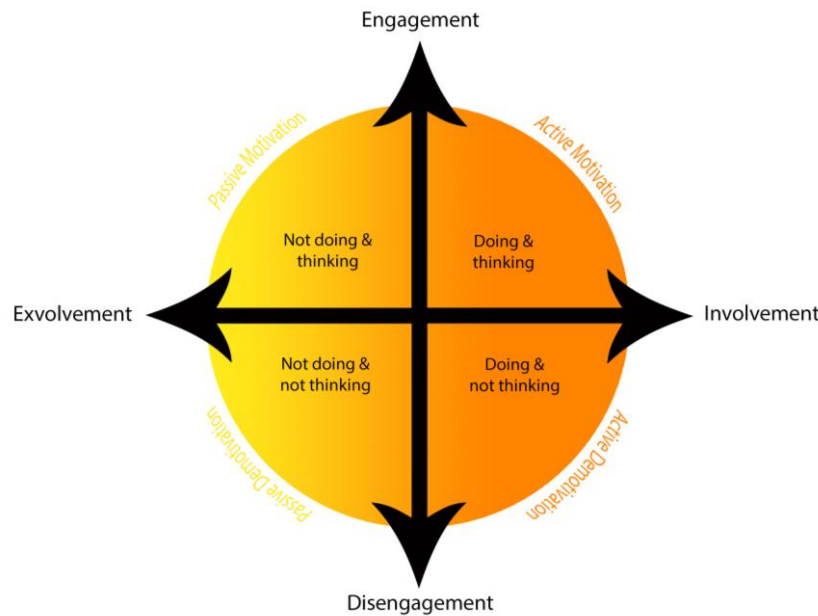 Engagement
Passive Motivation
Active Motivation
Not doing &
thinking
Doing &
thinking
Exvolvement
Involvement
Not doing &
not thinking
Doing &
not thinking
Passive Demotivation
Active Demotivation
Disengagement